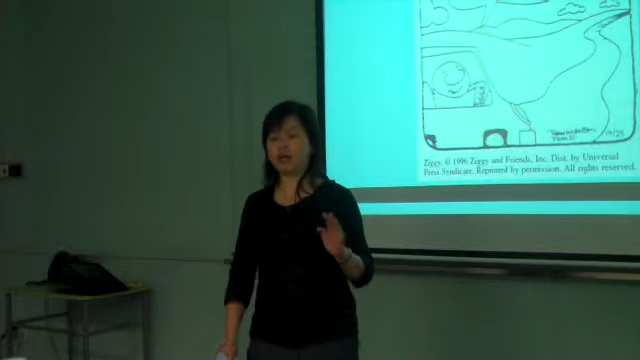 Ziggy. © 1996 Ziggy and Friends, Inc. Dist. by Universal
Press Syndicate. Reprinted by permission. All rights reserved.